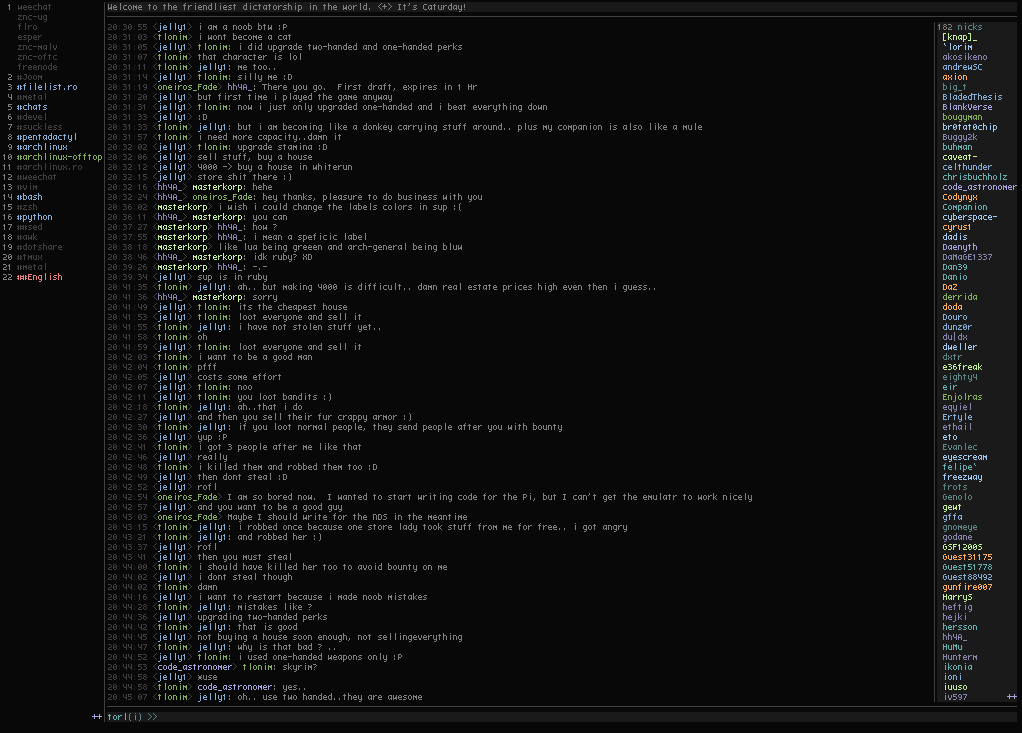 Welcome to the friendliest dictatorship in the world. <+> It's Caturday!
1 weechat
znc-ug
flro
esper
znc-malv
znc-oftc
freenode
2 #Joom
3 #filelist.ro
4 #metal
5 #chats
6 #devel
7 #suckless
8 #pentadactyl
9 #archlinux
10 #archlinux-offtop
11 #archlinux.ro
12 #weechat
13 #vim
14 #bash
15 #zsh
16 #python
17 #sed
18 #awk
19 #dotshare
20 #tmux
21 #metal
22 ##English
++
20:30:55 <jelly1> i am a noob btw :P
20:31:03 <tlonim> i wont become a cat
20:31:05 <jelly1> tlonim: i did upgrade two-handed and one-handed perks
20:31:07 <tlonim> that character is lol
20:31:11 <tlonim> jelly1: me too..
20:31:14 <jelly1> tlonim: silly me :D
20:31:19 <oneiros_Fade> hh4A_: There you go.  First draft, expires in 1 Hr
20:31:20 <jelly1> but first time i played the game anyway
20:31:31 <jelly1> tlonim: now i just only upgraded one-handed and i beat everything down
20:31:33 <jelly1> :D
20:31:33 <tlonim> jelly1: but i am becoming like a donkey carrying stuff around.. plus my companion is also like a mule
20:31:57 <tlonim> i need more capacity..damn it
20:32:02 <jelly1> tlonim: upgrade stamina :D
20:32:06 <jelly1> sell stuff, buy a house
20:32:12 <jelly1> 4000 -> buy a house in whiterun
20:32:15 <jelly1> store shit there :)
20:32:16 <hh4A_> masterkorp: hehe
20:32:24 <hh4A_> oneiros_Fade: hey thanks, pleasure to do business with you
20:36:02 <masterkorp> i wish i could change the labels colors in sup :(
20:36:11 <hh4A_> masterkorp: you can
20:37:27 <masterkorp> hh4A_: how ?
20:37:35 <masterkorp> hh4A_: i mean a speficic label
20:38:18 <masterkorp> like lua being greeen and arch-general being bluw
20:38:46 <hh4A_> masterkorp: idk ruby? XD
20:39:26 <masterkorp> hh4A_: -.-
20:39:34 <jelly1> sup is in ruby
20:41:35 <tlonim> jelly1: ah.. but making 4000 is difficult.. damn real estate prices high even then i guess..
20:41:36 <hh4A_> masterkorp: sorry
20:41:49 <jelly1> tlonim: its the cheapest house
20:41:53 <jelly1> tlonim: loot everyone and sell it
20:41:55 <tlonim> jelly1: i have not stolen stuff yet..
20:41:58 <tlonim> oh
20:41:59 <jelly1> tlonim: loot everyone and sell it
20:42:03 <tlonim> i want to be a good man
20:42:04 <tlonim> pfff
20:42:05 <jelly1> costs some effort
20:42:07 <jelly1> tlonim: noo
20:42:11 <jelly1> tlonim: you loot bandits :)
20:42:18 <tlonim> jelly1: ah..that i do
20:42:27 <jelly1> and then you sell their fur crappy armor :)
20:42:30 <tlonim> jelly1: if you loot normal people, they send people after you with bounty
20:42:36 <jelly1> yup :P
20:42:41 <tlonim> i got 3 people after me like that
20:42:46 <jelly1> really
20:42:48 <tlonim> i killed them and robbed them too :D
20:42:49 <jelly1> then dont steal :D
20:42:52 <jelly1> rofl
20:42:54 <oneiros_Fade> I am so bored now.  I wanted to start writing code for the Pi, but I can't get the emulatr to work nicely
20:42:57 <jelly1> and you want to be a good guy
20:43:03 <oneiros_Fade> Maybe I should write for the NDS in the meantime
20:43:15 <tlonim> jelly1: i robbed once because one store lady took stuff from me for free.. i got angry
20:43:21 <tlonim> jelly1: and robbed her :)
20:43:37 <jelly1> rofl
20:43:41 <jelly1> then you must steal
20:44:00 <tlonim> i should have killed her too to avoid bounty on me
20:44:02 <jelly1> i dont steal though
20:44:02 <tlonim> damn
20:44:16 <jelly1> i want to restart because i made noob mistakes
20:44:28 <tlonim> jelly1: mistakes like ?
20:44:36 <jelly1> upgrading two-handed perks
20:44:42 <tlonim> jelly1: that is good
20:44:45 <jelly1> not buying a house soon enough, not sellingeverything
20:44:47 <tlonim> jelly1: why is that bad ? ..
20:44:52 <jelly1> tlonim: i used one-handed weapons only :P
20:44:53 <code_astronomer> tlonim: skyrim?
20:44:58 <jelly1> *use
20:44:58 <tlonim> code_astronomer: yes..
20:45:07 <tlonim> jelly1: oh.. use two handed..they are awesome
torl(i) >>
182 nicks
[knap]_
`lorim
akosikeno
andrewSC
axion
big_t
BladedThesis
BlankVerse
bougyman
br0tat0chip
Buggy2k
buhman
caveat-
celthunder
chrisbuchholz
code_astronomer
Codynyx
Companion
cyberspace-
cyrust
dadis
Daenyth
DaMaGE1337
Dan39
Danio
DaZ
derrida
doda
Douro
dunz0r
du|dx
dweller
dxtr
e36freak
eighty4
eir
Enjolras
eqyiel
Ertyle
ethail
eto
Evanlec
eyescream
felipe`
freezway
frots
Genolo
gewt
gffa
gnomeye
godane
GSF1200S
Guest31175
Guest51778
Guest88492
gunfire007
HarryS
heftig
hejki
hersson
hh4A_
HuHu
Hunterm
ikonia
ioni
iuuso
iv597
++